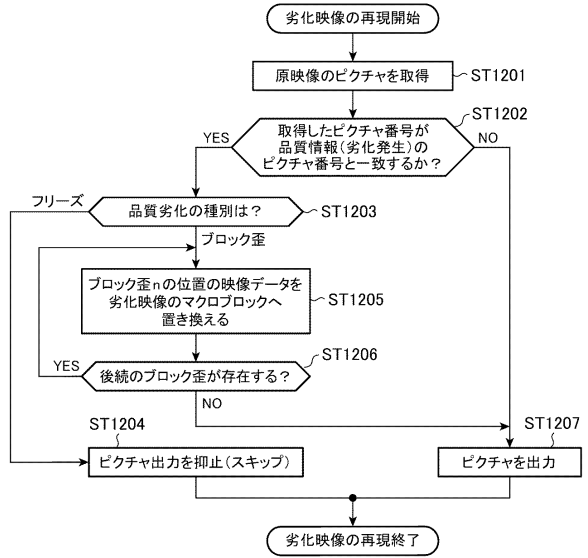 劣化映像の再現開始
原映像のピクチャを取得
ST1201
ST1202
取得したピクチャ番号が
品質情報(劣化発生)の
ピクチャ番号と一致するか?
YES
NO
フリーズ
品質劣化の種別は?
ST1203
ブロック歪
ブロック歪nの位置の映像データを
劣化映像のマクロブロックへ
置き換える
ST1205
ST1206
YES
後続のブロック歪が存在する?
NO
ST1204
ST1207
ピクチャ出力を抑止(スキップ)
ピクチャを出力
劣化映像の再現終了